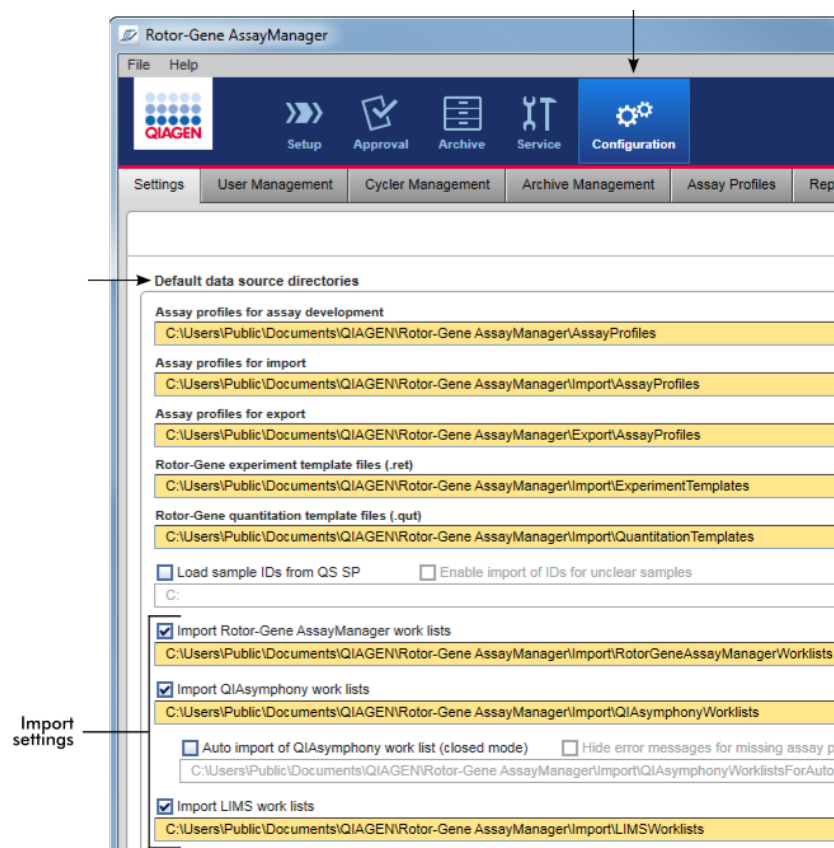 Rotor-Gene AssayManager
File Help
QIAGEN
Setup Approval Archive Service Configuration
Settings User Management Cycler Management Archive Management Assay Profiles Rep
Default data source directories
Assay profiles for assay development
C:\Users\Public\Documents\QIAGEN\Rotor-Gene AssayManager\AssayProfiles
Assay profiles for import
C:\Users\Public\Documents\QIAGEN\Rotor-Gene AssayManager\Import\AssayProfiles
Assay profiles for export
C:\Users\Public\Documents\QIAGEN\Rotor-Gene AssayManager\Export\AssayProfiles
Rotor-Gene experiment template files (.ret)
C:\Users\Public\Documents\QIAGEN\Rotor-Gene AssayManager\Import\ExperimentTemplates
Rotor-Gene quantitation template files (.qut)
C:\Users\Public\Documents\QIAGEN\Rotor-Gene AssayManager\Import\QuantitationTemplates
Load sample IDs from QS SP Enable import of IDs for unclear samples
C:
Import Rotor-Gene AssayManager work lists
C:\Users\Public\Documents\QIAGEN\Rotor-Gene AssayManager\Import\RotorGeneAssayManagerWorklists
Import QIAsymphony work lists
C:\Users\Public\Documents\QIAGEN\Rotor-Gene AssayManager\Import\QIAsymphonyWorklists
Import settings
Auto import of QIAsymphony work list (closed mode) Hide error messages for missing assay p
C:\Users\Public\Documents\QIAGEN\Rotor-Gene AssayManager\Import\QIAsymphonyWorklistsForAuto
Import LIMS work lists
C:\Users\Public\Documents\QIAGEN\Rotor-Gene AssayManager\Import\LIMSWorklists